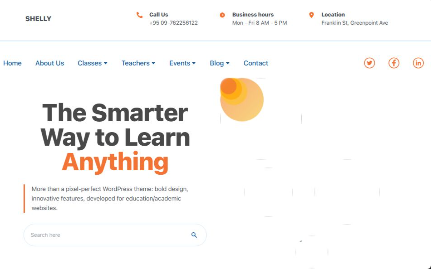 SHELLY
Call Us
+95 09-762256122
Business hours
Mon - Fri 8 AM - 5 PM
Location
Franklin St, Greenpoint Ave
Home About Us Classes Teachers Events Blog Contact
The Smarter
Way to Learn
Anything
More than a pixel-perfect WordPress theme: bold design,
innovative features, developed for education/academic
websites.
Search here